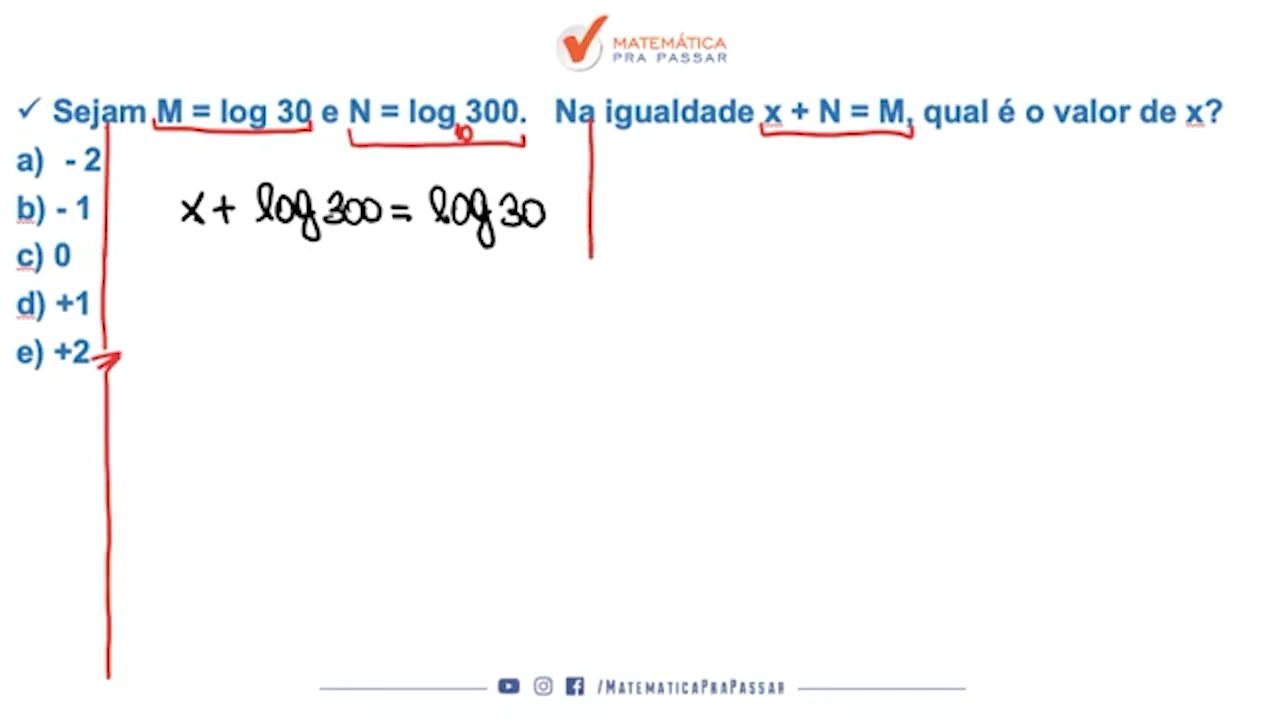 MATEMÁTICA
PRA PASSAR
✓ Sejam M = log 30 e N = log 300. Na igualdade x + N = M, qual é o valor de x?
10
a) - 2
b) - 1
x + log 300 = log 30
c) 0
d) +1
e) +2
/MatematicaPraPassar